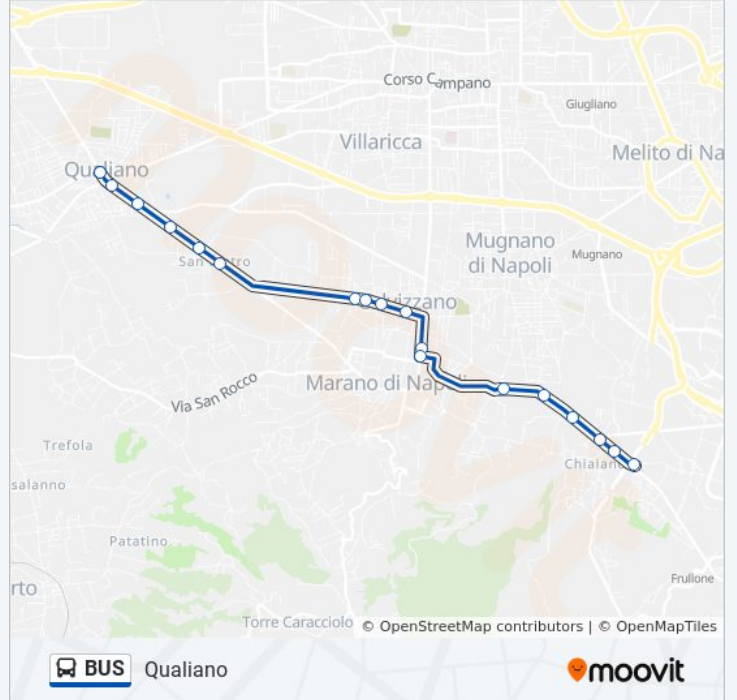 Corso Campano
Giugliano
Villaricca
Melito di Na
Qualiano
Mugnano
di Napoli
Mugnano
San Pietro
Calvizzano
Marano di Napoli
Via San Rocco
Trefola
Chiaiano
salanno
Patatino
Frullone
rto
Torre Caracciolo
© OpenStreetMap contributors | © OpenMapTiles
BUS Qualiano
moovit